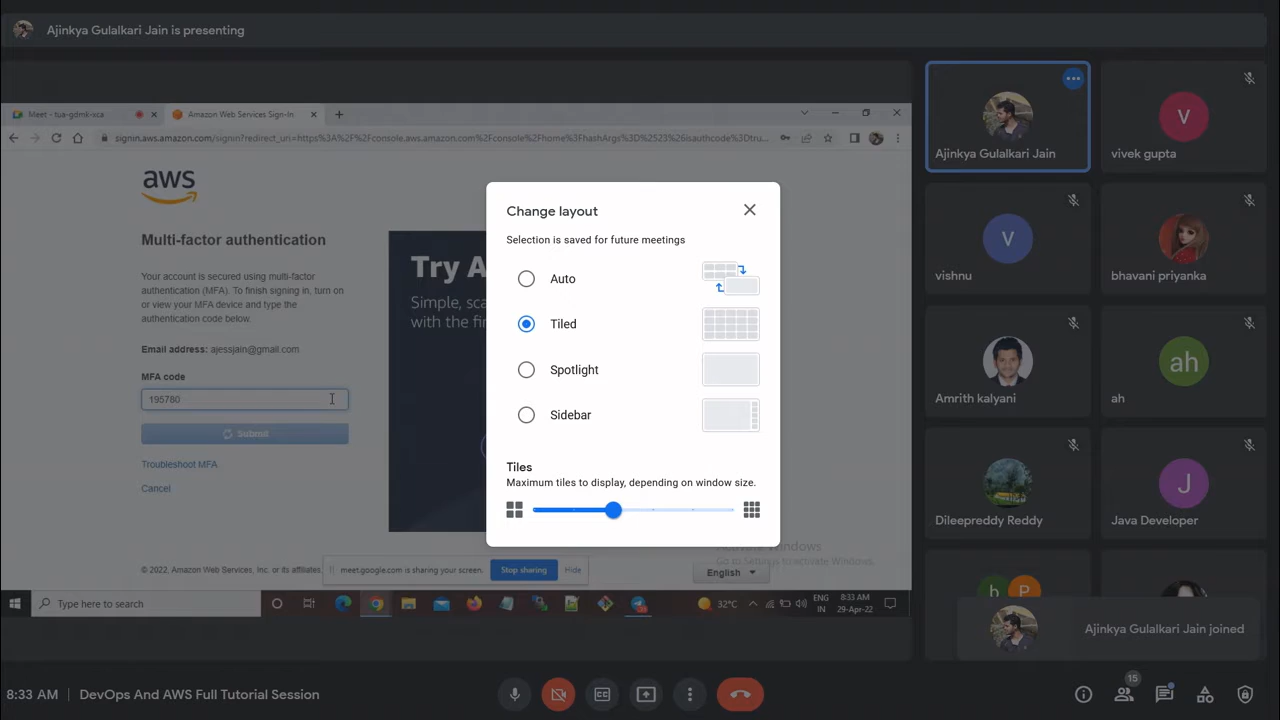 Ajinkya Gulalkari Jain is presenting
Meet - tua-gdmk-vca
Amazon Web Services Sign-In
signin.aws.amazon.com/signin?redirect_uri=https%3A%2F%2Fconsole.aws.amazon.com%2Fconsole%2Fhome%3FhashArgs%3D%2523%26isauthcode%3Dtru...
aws
Multi-factor authentication
Your account is secured using multi-factor
authentication (MFA). To finish signing in, turn on
or view your MFA device and type the
authentication code below.
Email address: ajessjain@gmail.com
MFA code
195780
Submit
Troubleshoot MFA
Cancel
Try A
Simple, sca
with the fi
© 2022, Amazon Web Services, Inc. or its affiliates
meet.google.com is sharing your screen.
Stop sharing
Hide
English
Activate Windows
Go to Settings to activate Windows.
Type here to search
32°C
ENG
IN
8:33 AM
29-Apr-22
Change layout
Selection is saved for future meetings
Auto
Tiled
Spotlight
Sidebar
Tiles
Maximum tiles to display, depending on window size.
Ajinkya Gulalkari Jain
V
vivek gupta
V
vishnu
bhavani priyanka
Amrith kalyani
ah
ah
Dileepreddy Reddy
J
Java Developer
h
P
Ajinkya Gulalkari Jain joined
8:33 AM
DevOps And AWS Full Tutorial Session
15